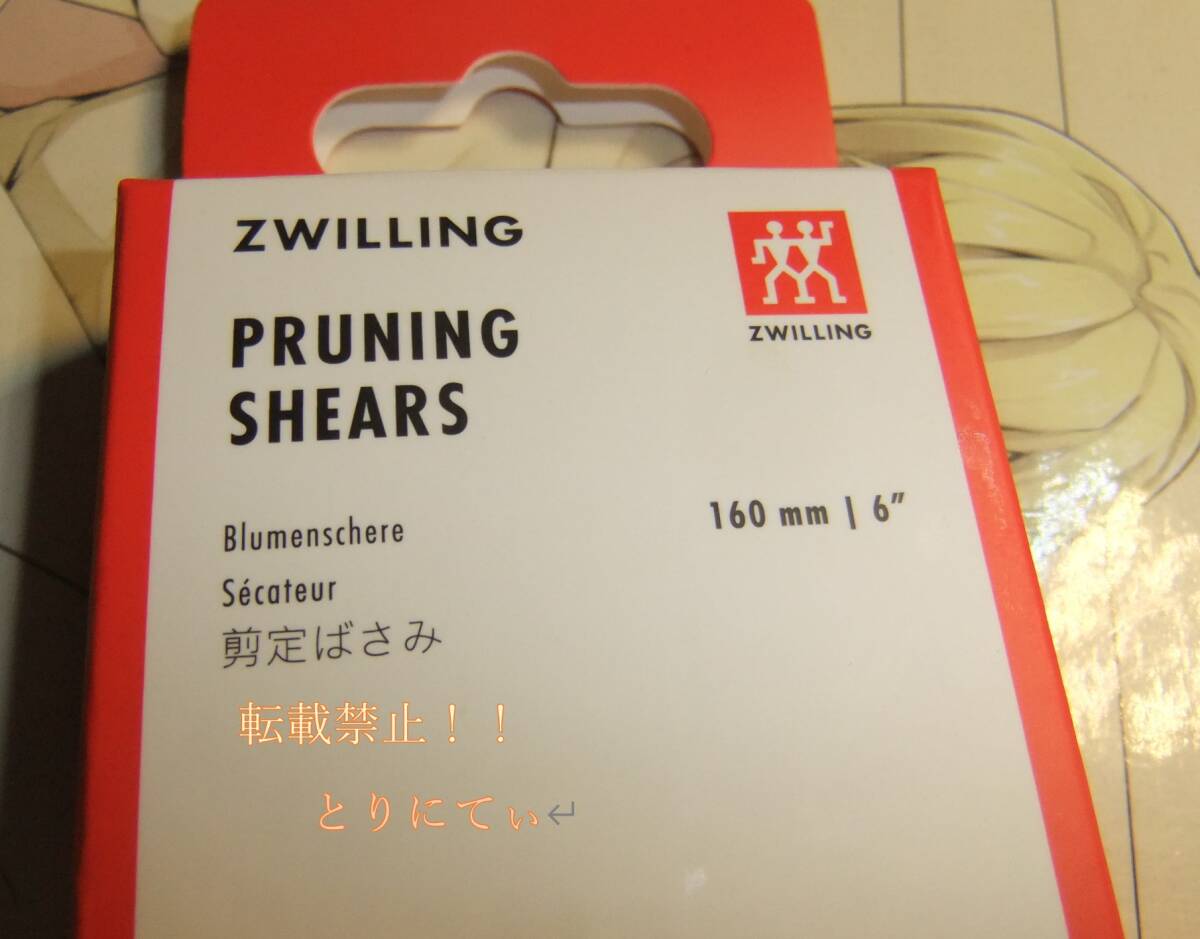 ZWILLING
ZWILLING
PRUNING
SHEARS
160 mm | 6”
Blumenschere
Sécateur
剪定ばさみ
転載禁止！！
とりにてぃ↵